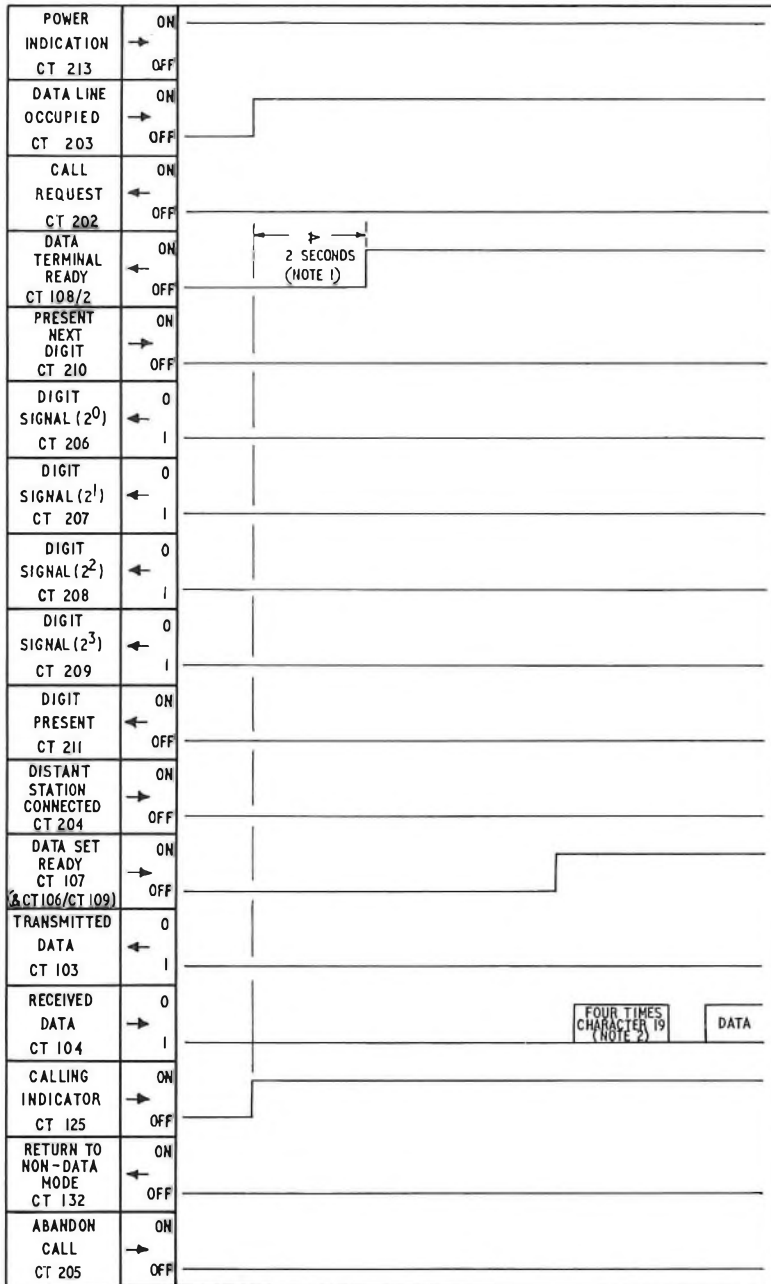 POWER ON
INDICATION →
CT 213 OFF
DATA LINE ON
OCCUPIED →
CT 203 OFF
CALL ON
REQUEST ←
CT 202 OFF
DATA ON
TERMINAL ←
READY
CT 108/2 OFF
2 SECONDS
(NOTE 1)
PRESENT ON
NEXT →
DIGIT
CT 210 OFF
DIGIT 0
SIGNAL (2⁰) ←
CT 206 1
DIGIT 0
SIGNAL (2¹) ←
CT 207 1
DIGIT 0
SIGNAL (2²) ←
CT 208 1
DIGIT 0
SIGNAL (2³) ←
CT 209 1
DIGIT ON
PRESENT ←
CT 211 OFF
DISTANT ON
STATION →
CONNECTED
CT 204 OFF
DATA SET ON
READY →
CT 107 OFF
(&CT106/CT109)
TRANSMITTED 0
DATA ←
CT 103 1
RECEIVED 0
DATA →
CT 104 1
FOUR TIMES
CHARACTER 19
(NOTE 2)
DATA
CALLING ON
INDICATOR →
CT 125 OFF
RETURN TO ON
NON-DATA ←
MODE
CT 132 OFF
ABANDON ON
CALL →
CT 205 OFF